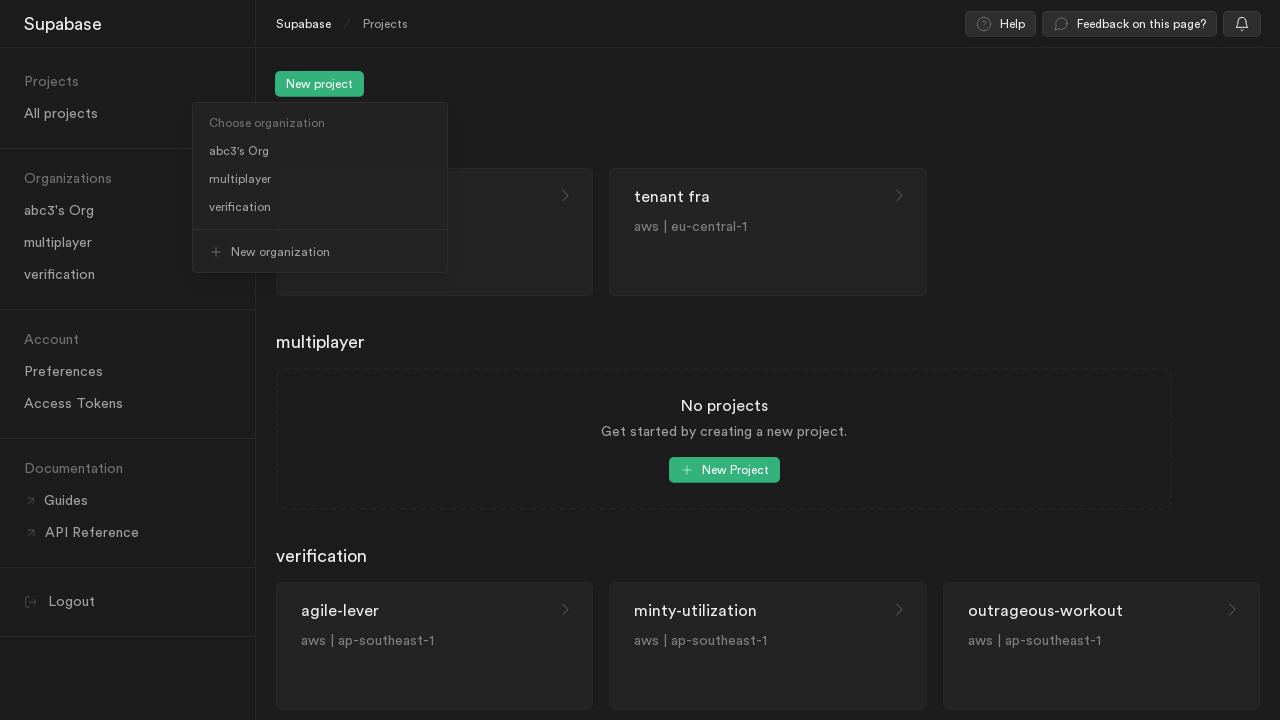 Supabase
Supabase / Projects
Help
Feedback on this page?
Projects
All projects
Organizations
abc3's Org
multiplayer
verification
Account
Preferences
Access Tokens
Documentation
Guides
API Reference
Logout
New project
Choose organization
abc3's Org
multiplayer
verification
New organization
tenant fra
aws | eu-central-1
multiplayer
No projects
Get started by creating a new project.
New Project
verification
agile-lever
aws | ap-southeast-1
minty-utilization
aws | ap-southeast-1
outrageous-workout
aws | ap-southeast-1